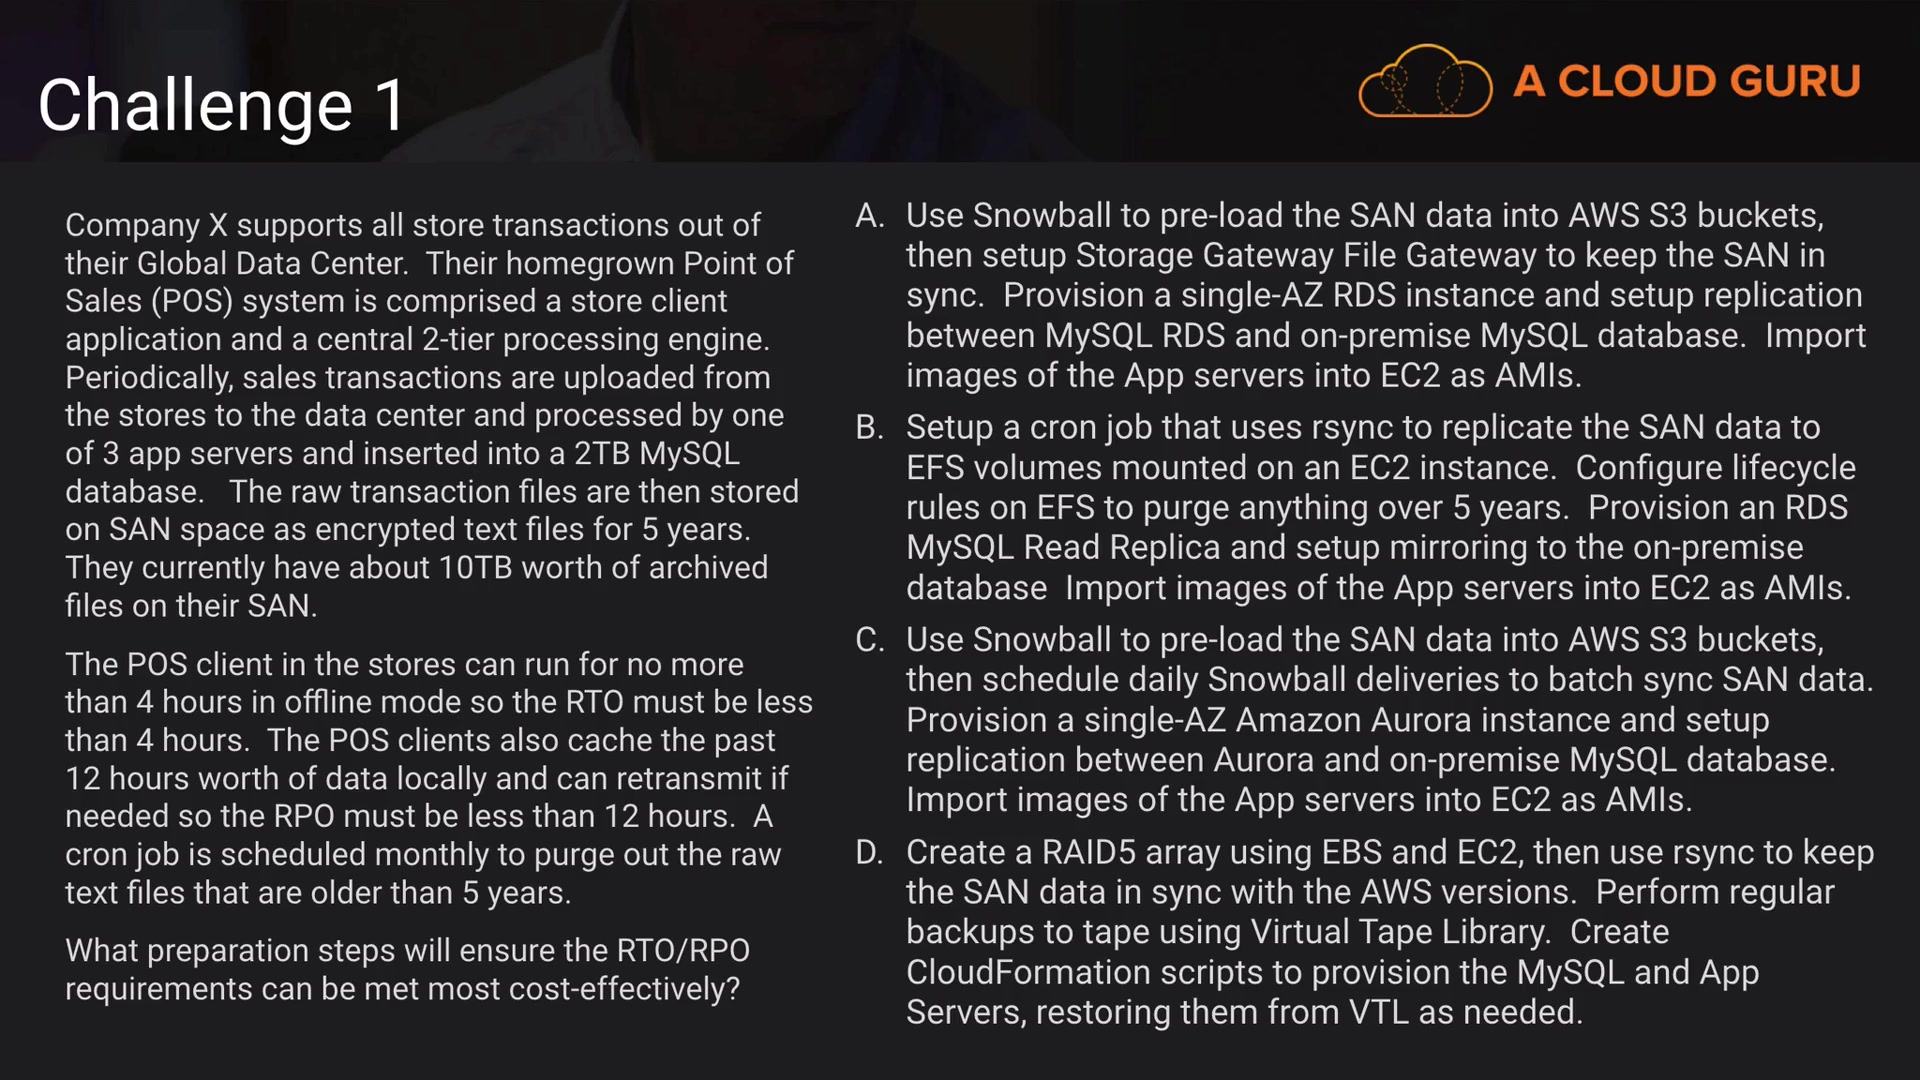 Challenge 1
A CLOUD GURU
Company X supports all store transactions out of
their Global Data Center.  Their homegrown Point of
Sales (POS) system is comprised a store client
application and a central 2-tier processing engine.
Periodically, sales transactions are uploaded from
the stores to the data center and processed by one
of 3 app servers and inserted into a 2TB MySQL
database.   The raw transaction files are then stored
on SAN space as encrypted text files for 5 years.
They currently have about 10TB worth of archived
files on their SAN.
The POS client in the stores can run for no more
than 4 hours in offline mode so the RTO must be less
than 4 hours.  The POS clients also cache the past
12 hours worth of data locally and can retransmit if
needed so the RPO must be less than 12 hours.  A
cron job is scheduled monthly to purge out the raw
text files that are older than 5 years.
What preparation steps will ensure the RTO/RPO
requirements can be met most cost-effectively?
A. Use Snowball to pre-load the SAN data into AWS S3 buckets,
then setup Storage Gateway File Gateway to keep the SAN in
sync.  Provision a single-AZ RDS instance and setup replication
between MySQL RDS and on-premise MySQL database.  Import
images of the App servers into EC2 as AMIs.
B. Setup a cron job that uses rsync to replicate the SAN data to
EFS volumes mounted on an EC2 instance.  Configure lifecycle
rules on EFS to purge anything over 5 years.  Provision an RDS
MySQL Read Replica and setup mirroring to the on-premise
database  Import images of the App servers into EC2 as AMIs.
C. Use Snowball to pre-load the SAN data into AWS S3 buckets,
then schedule daily Snowball deliveries to batch sync SAN data.
Provision a single-AZ Amazon Aurora instance and setup
replication between Aurora and on-premise MySQL database.
Import images of the App servers into EC2 as AMIs.
D. Create a RAID5 array using EBS and EC2, then use rsync to keep
the SAN data in sync with the AWS versions.  Perform regular
backups to tape using Virtual Tape Library.  Create
CloudFormation scripts to provision the MySQL and App
Servers, restoring them from VTL as needed.